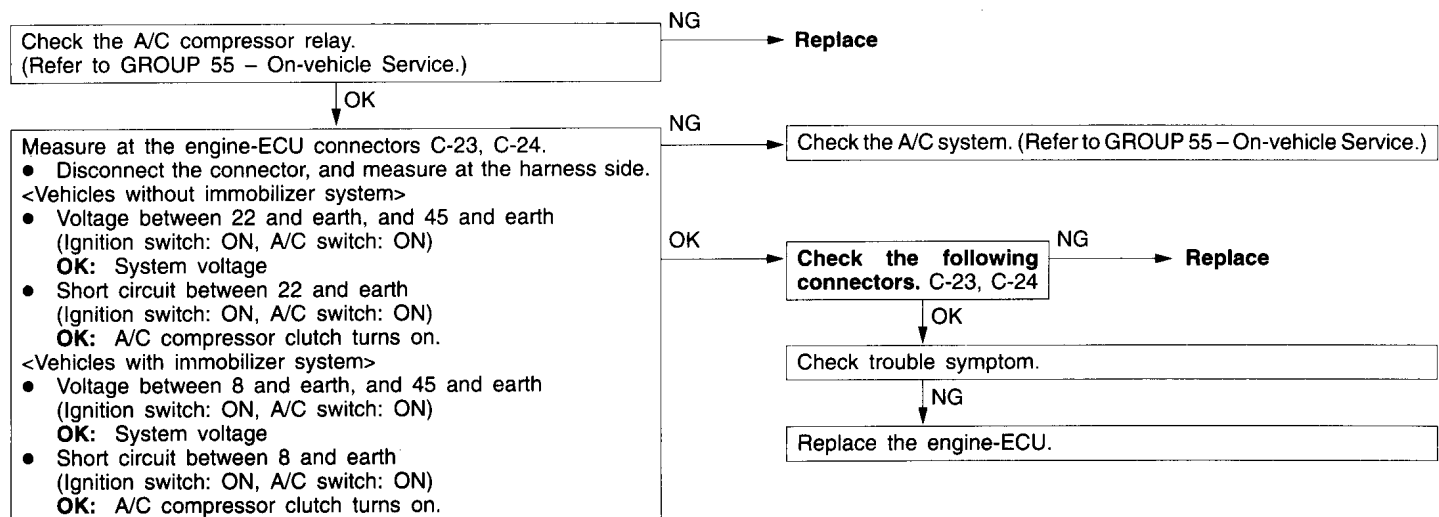 Check the A/C compressor relay.
(Refer to GROUP 55 – On-vehicle Service.)
NG
Replace
OK
Measure at the engine-ECU connectors C-23, C-24.
● Disconnect the connector, and measure at the harness side.
<Vehicles without immobilizer system>
● Voltage between 22 and earth, and 45 and earth
(Ignition switch: ON, A/C switch: ON)
OK: System voltage
● Short circuit between 22 and earth
(Ignition switch: ON, A/C switch: ON)
OK: A/C compressor clutch turns on.
<Vehicles with immobilizer system>
● Voltage between 8 and earth, and 45 and earth
(Ignition switch: ON, A/C switch: ON)
OK: System voltage
● Short circuit between 8 and earth
(Ignition switch: ON, A/C switch: ON)
OK: A/C compressor clutch turns on.
NG
Check the A/C system. (Refer to GROUP 55 – On-vehicle Service.)
OK
Check the following
connectors. C-23, C-24
NG
Replace
OK
Check trouble symptom.
NG
Replace the engine-ECU.